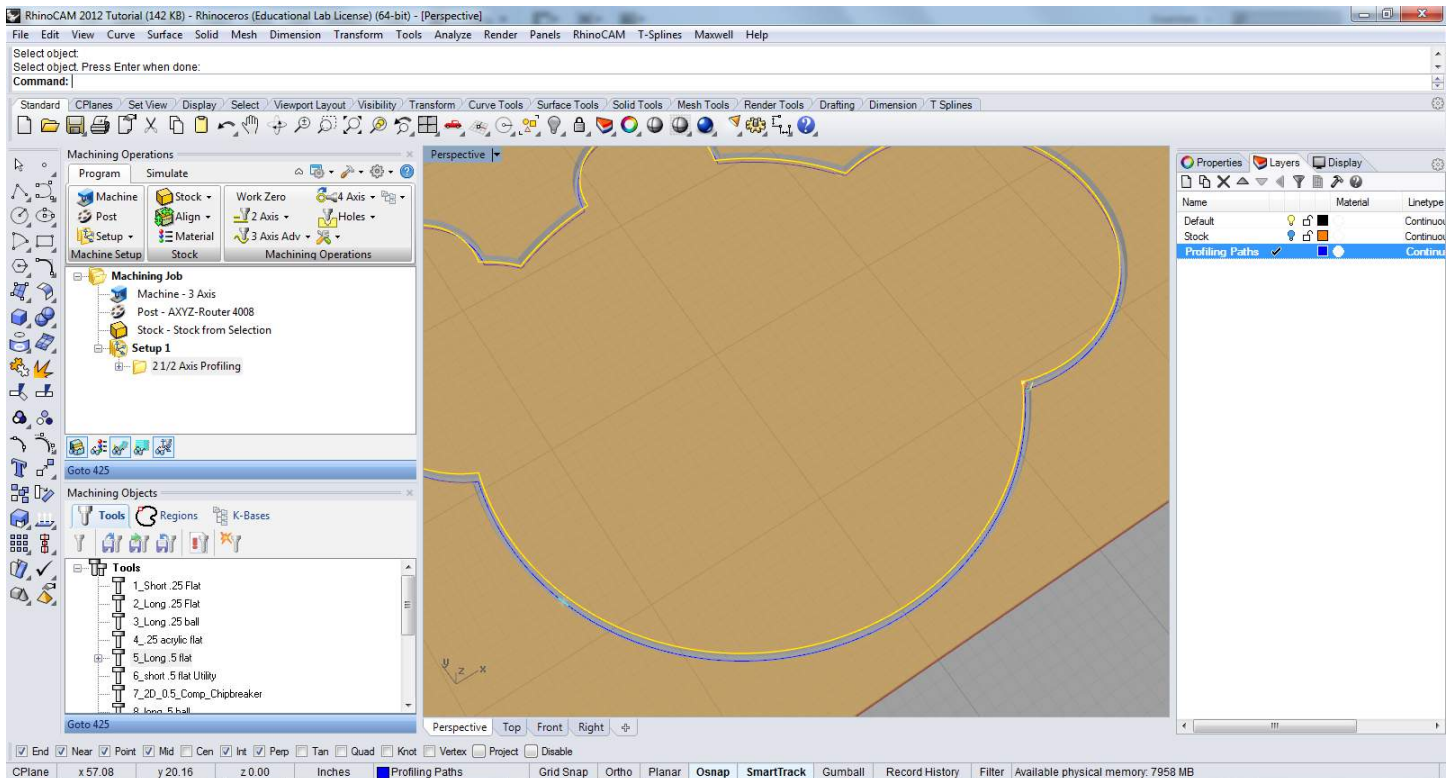 RhinoCAM 2012 Tutorial (142 KB) - Rhinoceros (Educational Lab License) (64-bit) - [Perspective]
File Edit View Curve Surface Solid Mesh Dimension Transform Tools Analyze Render Panels RhinoCAM T-Splines Maxwell Help
Select object:
Select object. Press Enter when done:
Command:
Standard CPlanes Set View Display Select Viewport Layout Visibility Transform Curve Tools Surface Tools Solid Tools Mesh Tools Render Tools Drafting Dimension T Splines
Machining Operations
Program Simulate
Machine Stock Work Zero 4 Axis
Post Align 2 Axis Holes
Setup Material 3 Axis Adv
Machine Setup Stock Machining Operations
Machining Job
Machine - 3 Axis
Post - AXYZ-Router 4008
Stock - Stock from Selection
Setup 1
2 1/2 Axis Profiling
Goto 425
Machining Objects
Tools Regions K-Bases
Tools
1_Short .25 Flat
2_Long .25 Flat
3_Long .25 ball
4_.25 acrylic flat
5_Long .5 flat
6_short .5 flat Utility
7_2D_0.5_Comp_Chipbreaker
8_long .5 ball
Goto 425
Perspective
y z x
Perspective Top Front Right
Properties Layers Display
Name Material Linetype
Default Continuou
Stock Continuou
Profiling Paths Continu
End Near Point Mid Cen Int Perp Tan Quad Knot Vertex Project Disable
CPlane x 57.08 y 20.16 z 0.00 Inches Profiling Paths Grid Snap Ortho Planar Osnap SmartTrack Gumball Record History Filter Available physical memory: 7958 MB